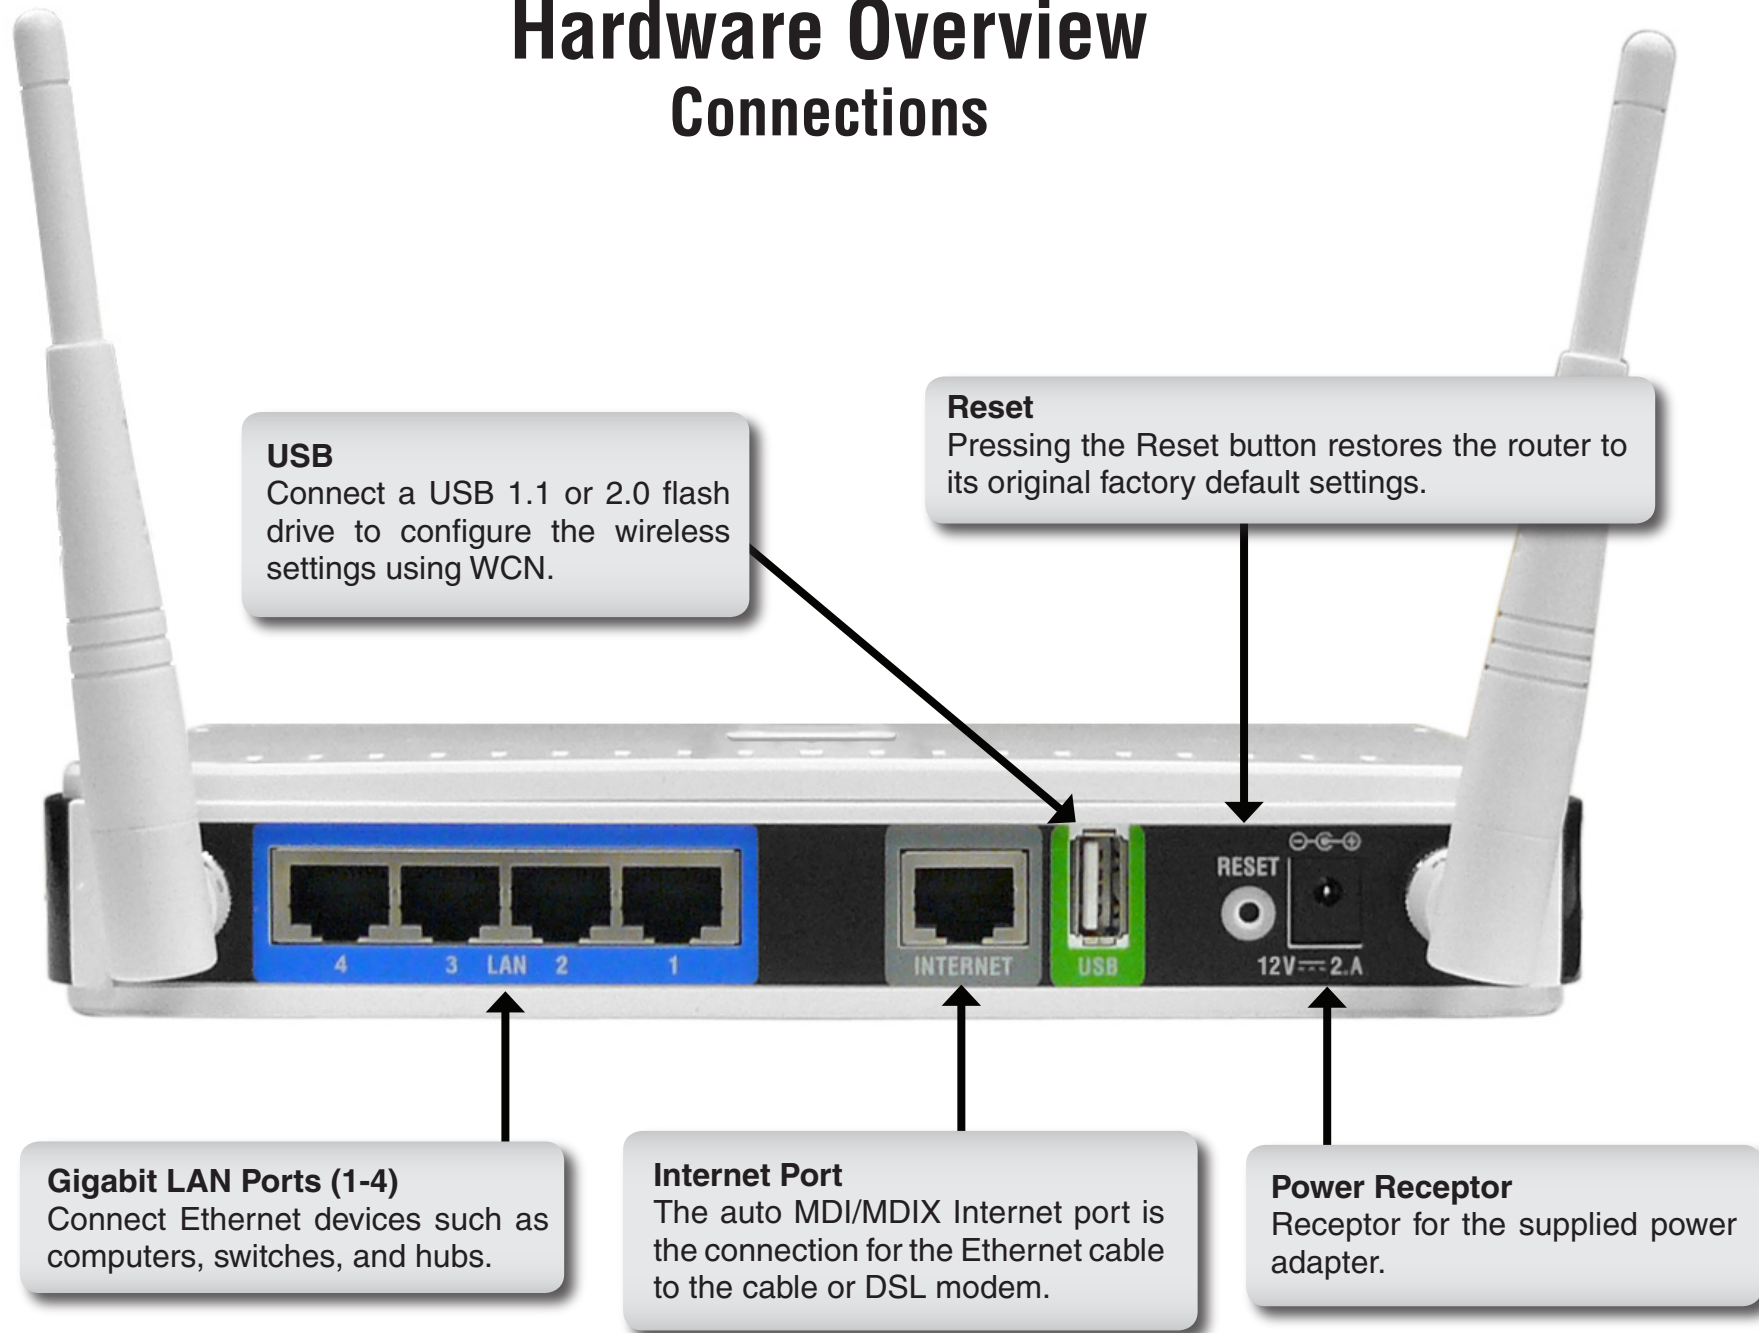 Hardware Overview
Connections
USB
Connect a USB 1.1 or 2.0 flash
drive to configure the wireless
settings using WCN.
Reset
Pressing the Reset button restores the router to
its original factory default settings.
RESET
4 3 LAN 2 1
INTERNET
USB
12V 2.A
Gigabit LAN Ports (1-4)
Connect Ethernet devices such as
computers, switches, and hubs.
Internet Port
The auto MDI/MDIX Internet port is
the connection for the Ethernet cable
to the cable or DSL modem.
Power Receptor
Receptor for the supplied power
adapter.